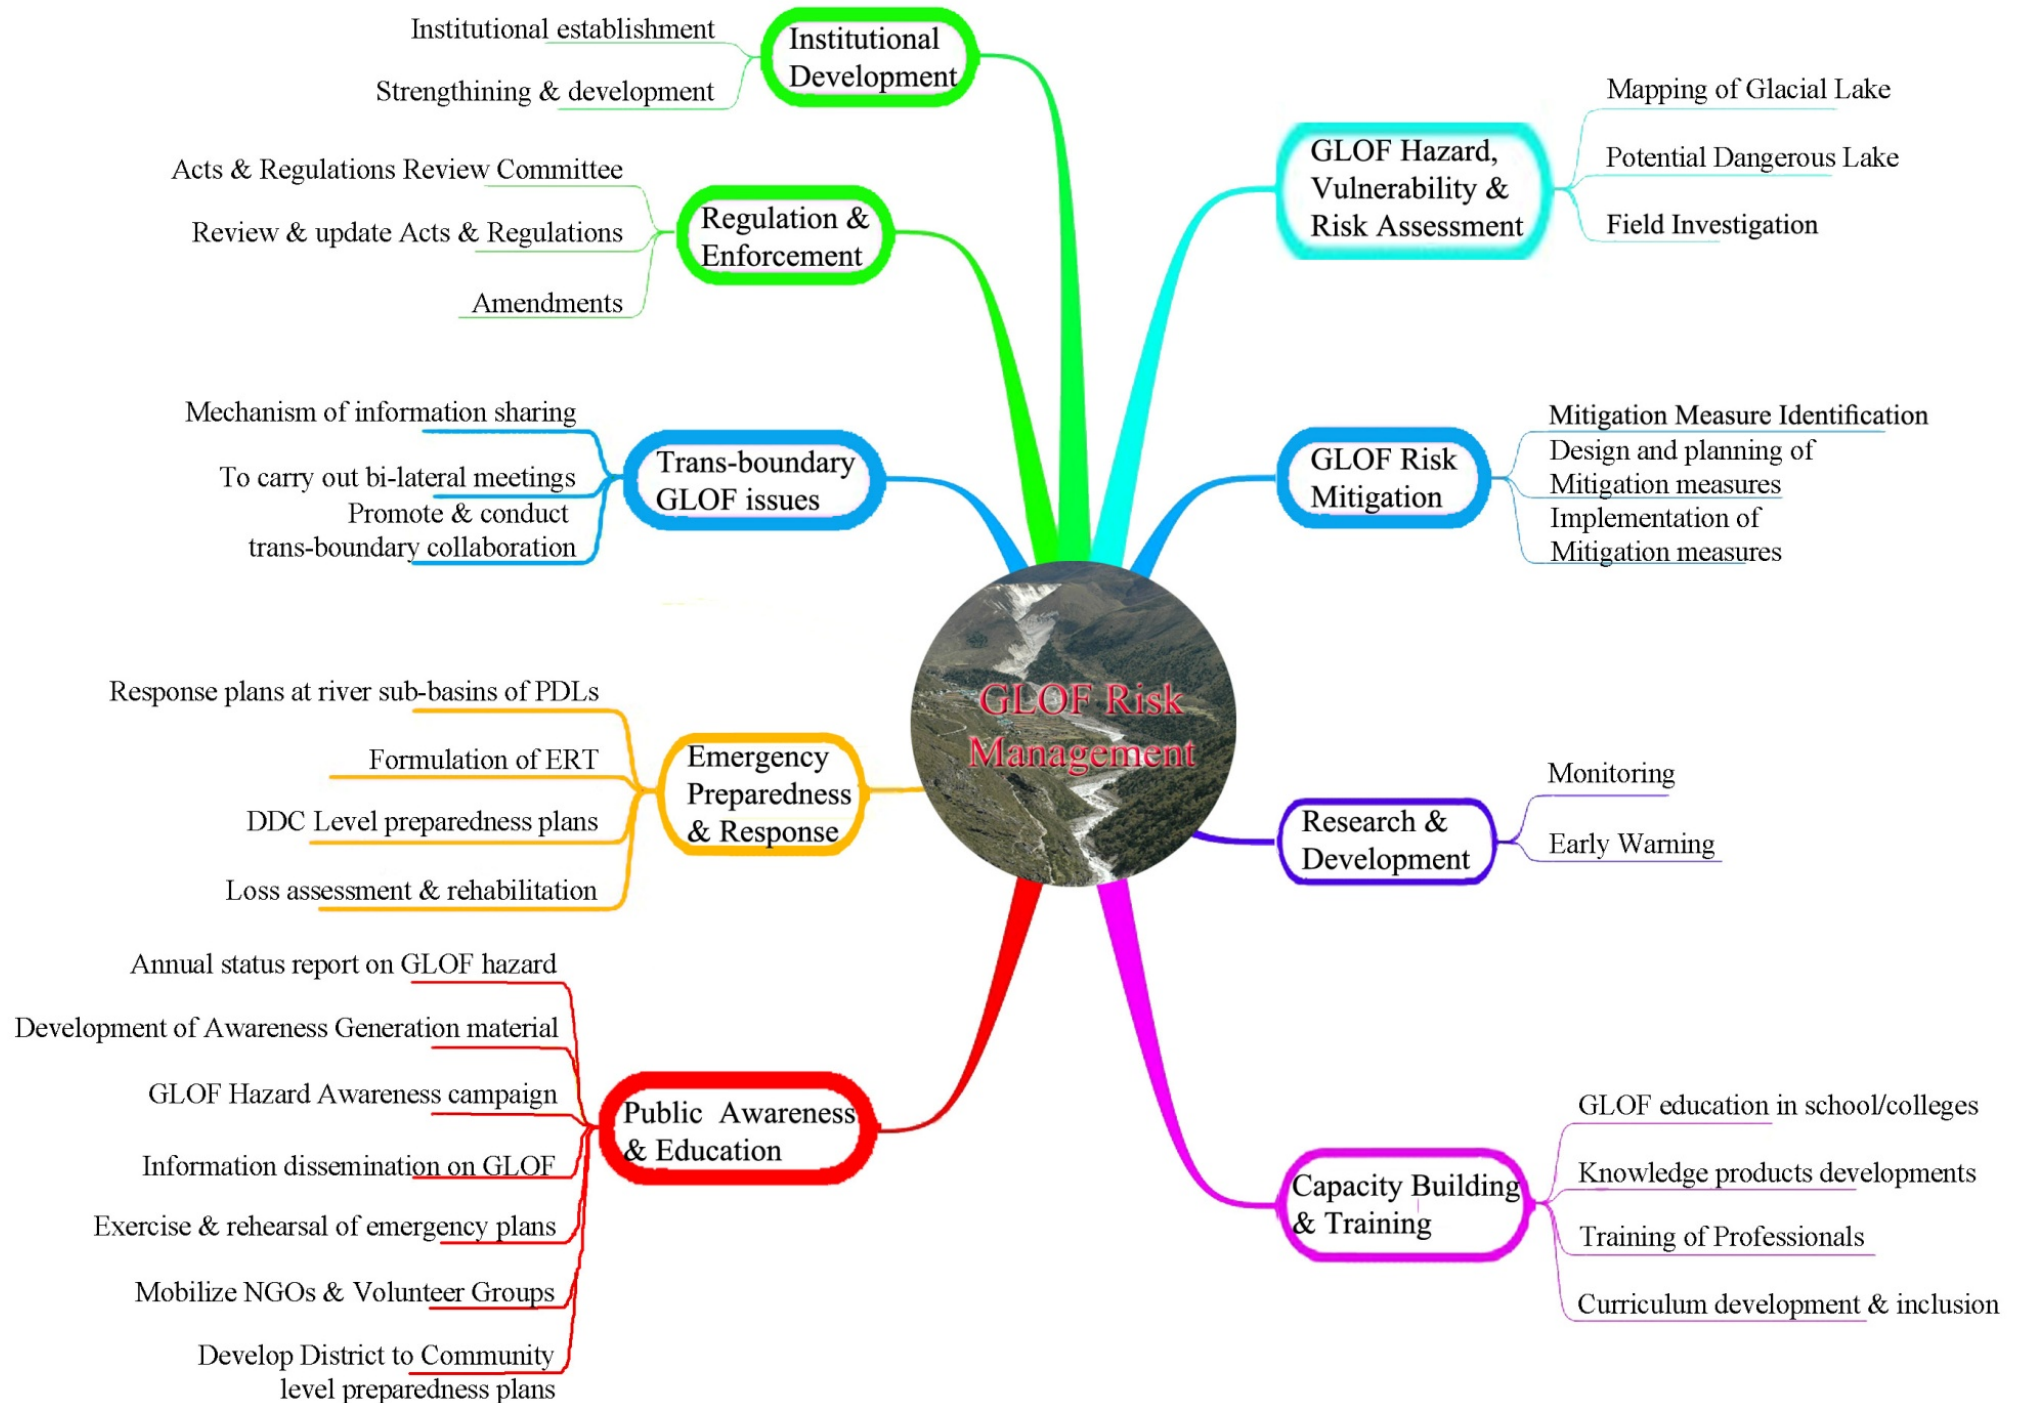 Institutional establishment
Strengthining & development
Institutional
Development
Acts & Regulations Review Committee
Review & update Acts & Regulations
Amendments
Regulation &
Enforcement
Mechanism of information sharing
To carry out bi-lateral meetings
Promote & conduct
trans-boundary collaboration
Trans-boundary
GLOF issues
Response plans at river sub-basins of PDLs
Formulation of ERT
DDC Level preparedness plans
Loss assessment & rehabilitation
Emergency
Preparedness
& Response
Annual status report on GLOF hazard
Development of Awareness Generation material
GLOF Hazard Awareness campaign
Information dissemination on GLOF
Exercise & rehearsal of emergency plans
Mobilize NGOs & Volunteer Groups
Develop District to Community
level preparedness plans
Public Awareness
& Education
GLOF Risk
Management
GLOF Hazard,
Vulnerability &
Risk Assessment
Mapping of Glacial Lake
Potential Dangerous Lake
Field Investigation
GLOF Risk
Mitigation
Mitigation Measure Identification
Design and planning of
Mitigation measures
Implementation of
Mitigation measures
Research &
Development
Monitoring
Early Warning
Capacity Building
& Training
GLOF education in school/colleges
Knowledge products developments
Training of Professionals
Curriculum development & inclusion